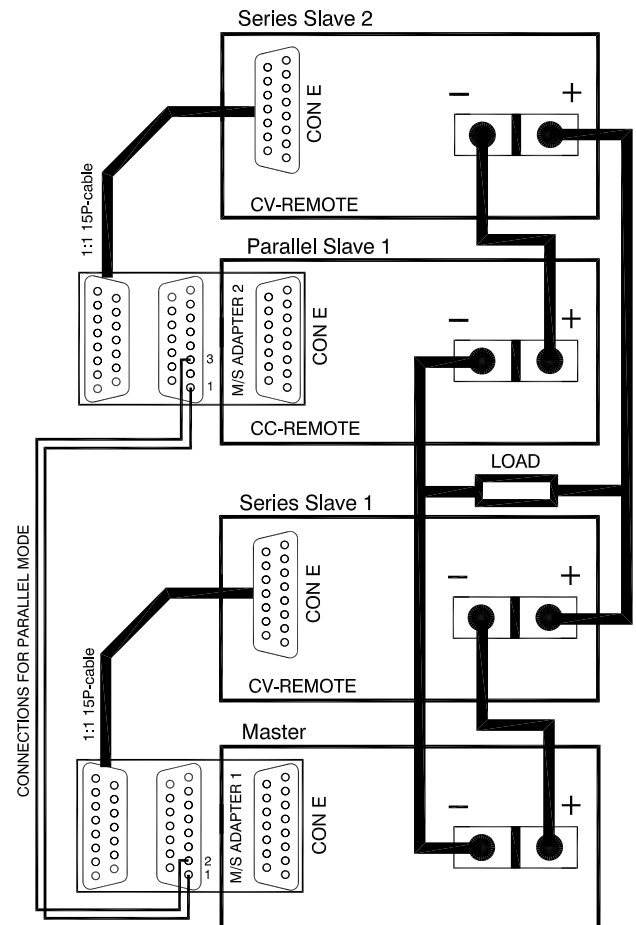 Series Slave 2
CON E
− +
1:1 15P-cable
CV-REMOTE
Parallel Slave 1
M/S ADAPTER 2
CON E
− +
3
1
CC-REMOTE
LOAD
Series Slave 1
CON E
− +
CONNECTIONS FOR PARALLEL MODE
1:1 15P-cable
CV-REMOTE
Master
M/S ADAPTER 1
CON E
− +
2
1